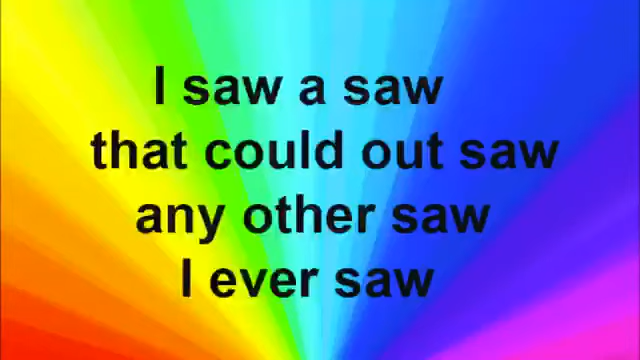 I saw a saw
that could out saw
any other saw
I ever saw